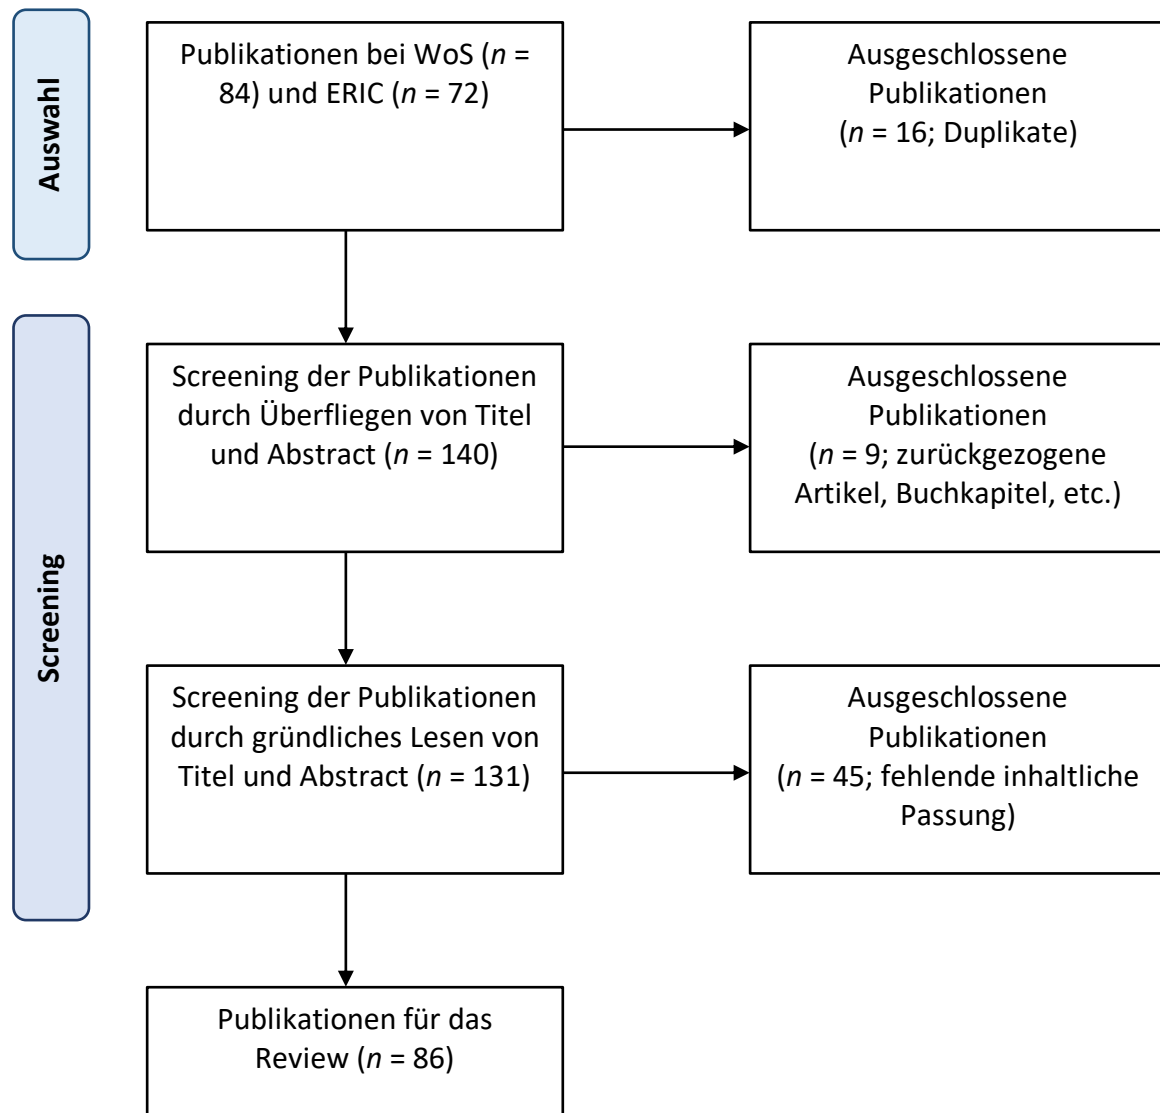 Auswahl
Publikationen bei WoS (n =
84) und ERIC (n = 72)
Ausgeschlossene
Publikationen
(n = 16; Duplikate)
Screening
Screening der Publikationen
durch Überfliegen von Titel
und Abstract (n = 140)
Ausgeschlossene
Publikationen
(n = 9; zurückgezogene
Artikel, Buchkapitel, etc.)
Screening der Publikationen
durch gründliches Lesen von
Titel und Abstract (n = 131)
Ausgeschlossene
Publikationen
(n = 45; fehlende inhaltliche
Passung)
Publikationen für das
Review (n = 86)